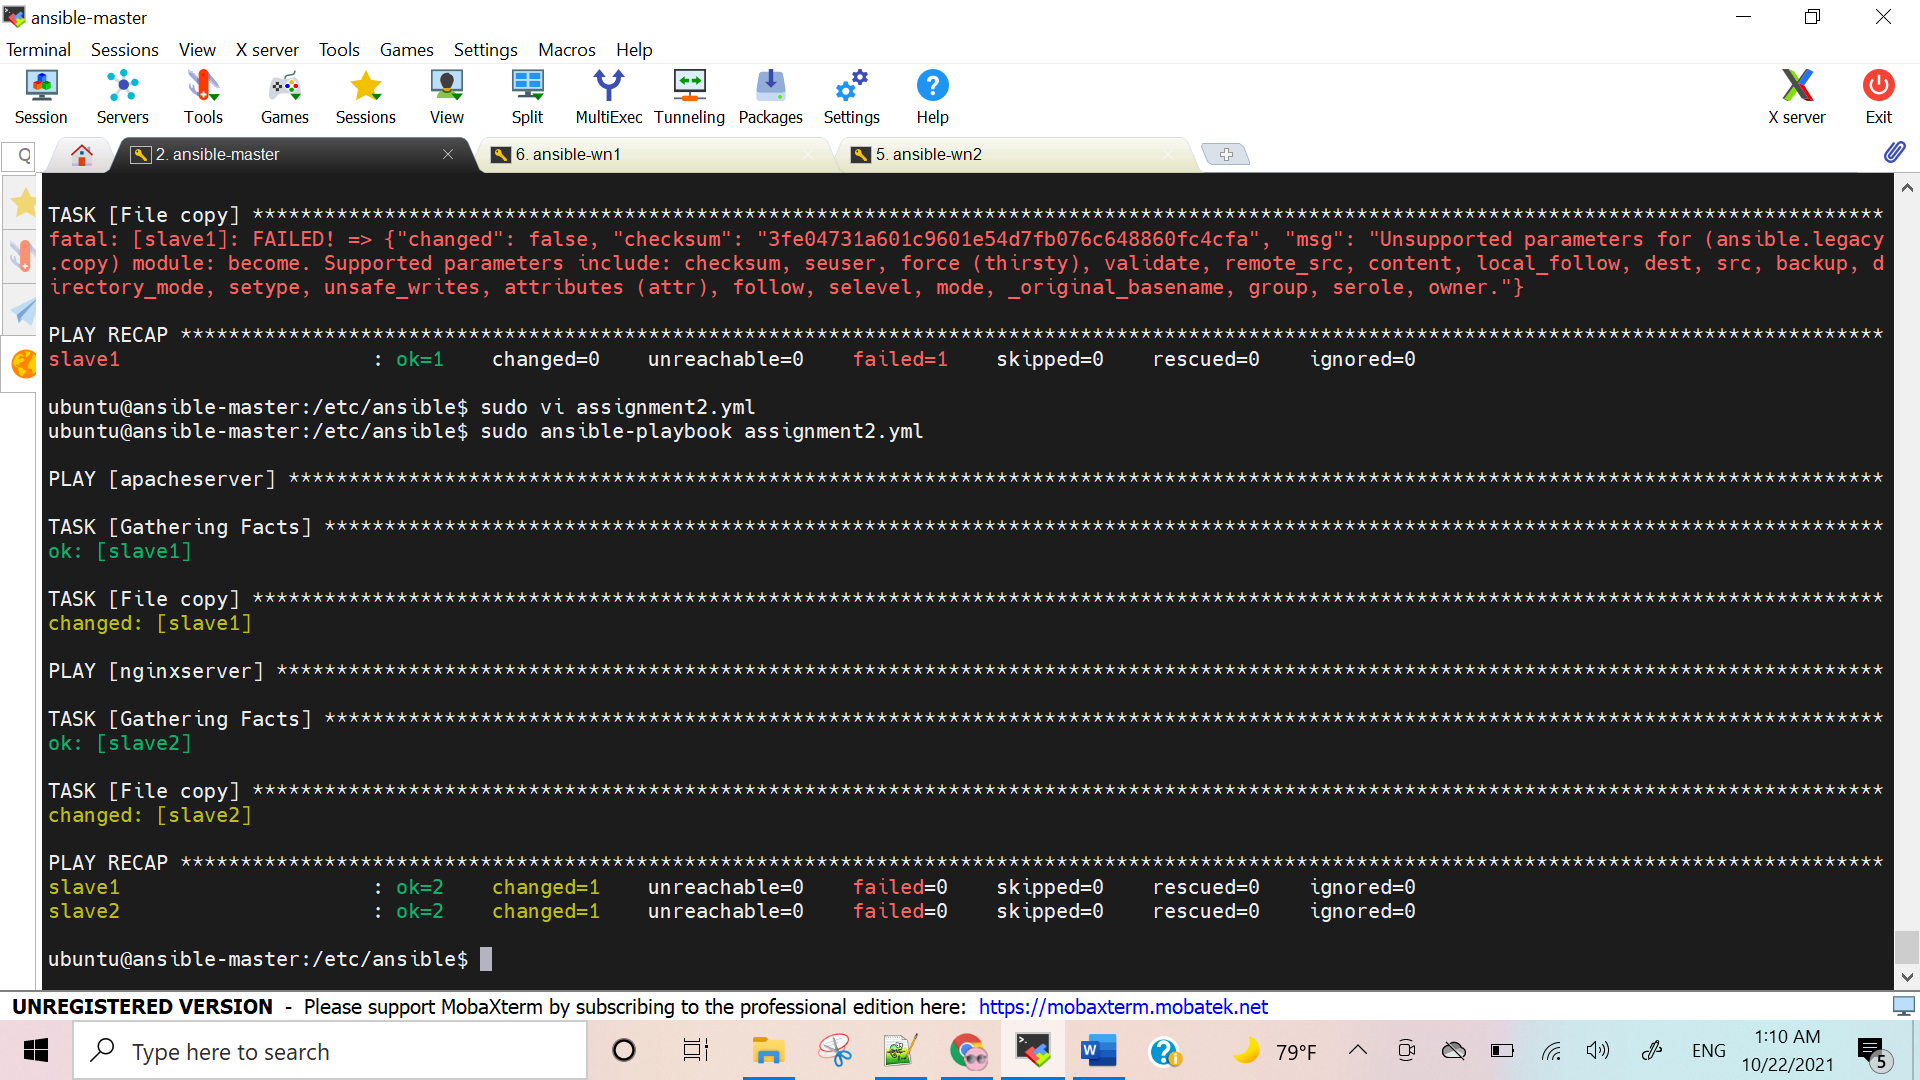 ansible-master
Terminal Sessions View X server Tools Games Settings Macros Help
Session Servers Tools Games Sessions View Split MultiExec Tunneling Packages Settings Help X server Exit
2. ansible-master 6. ansible-wn1 5. ansible-wn2
TASK [File copy] ****************************************************************************************************************************************
fatal: [slave1]: FAILED! => {"changed": false, "checksum": "3fe04731a601c9601e54d7fb076c648860fc4cfa", "msg": "Unsupported parameters for (ansible.legacy
.copy) module: become. Supported parameters include: checksum, seuser, force (thirsty), validate, remote_src, content, local_follow, dest, src, backup, d
irectory_mode, setype, unsafe_writes, attributes (attr), follow, selevel, mode, _original_basename, group, serole, owner."}
PLAY RECAP **********************************************************************************************************************************************
slave1 : ok=1 changed=0 unreachable=0 failed=1 skipped=0 rescued=0 ignored=0
ubuntu@ansible-master:/etc/ansible$ sudo vi assignment2.yml
ubuntu@ansible-master:/etc/ansible$ sudo ansible-playbook assignment2.yml
PLAY [apacheserver] *************************************************************************************************************************************
TASK [Gathering Facts] **********************************************************************************************************************************
ok: [slave1]
TASK [File copy] ****************************************************************************************************************************************
changed: [slave1]
PLAY [nginxserver] **************************************************************************************************************************************
TASK [Gathering Facts] **********************************************************************************************************************************
ok: [slave2]
TASK [File copy] ****************************************************************************************************************************************
changed: [slave2]
PLAY RECAP **********************************************************************************************************************************************
slave1 : ok=2 changed=1 unreachable=0 failed=0 skipped=0 rescued=0 ignored=0
slave2 : ok=2 changed=1 unreachable=0 failed=0 skipped=0 rescued=0 ignored=0
ubuntu@ansible-master:/etc/ansible$
UNREGISTERED VERSION - Please support MobaXterm by subscribing to the professional edition here: https://mobaxterm.mobatek.net
Type here to search 79°F ENG 1:10 AM
10/22/2021 5